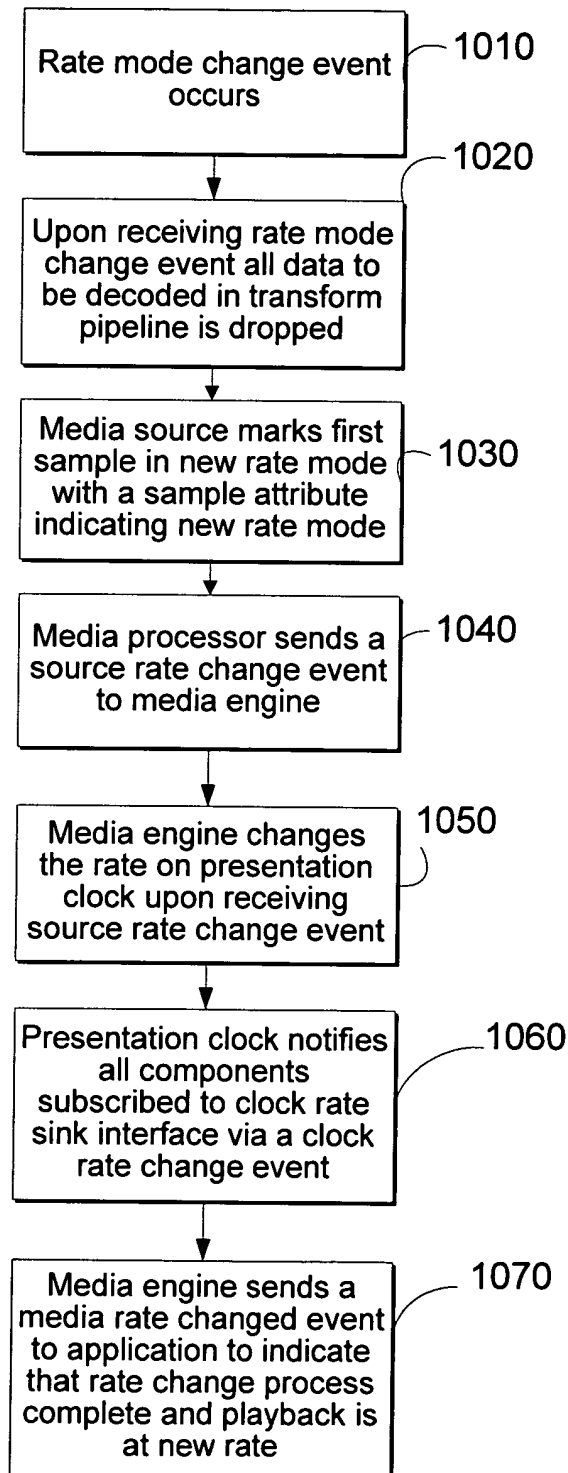 Rate mode change event
occurs
1010
1020
Upon receiving rate mode
change event all data to
be decoded in transform
pipeline is dropped
Media source marks first
sample in new rate mode
with a sample attribute
indicating new rate mode
1030
Media processor sends a
source rate change event
to media engine
1040
Media engine changes
the rate on presentation
clock upon receiving
source rate change event
1050
Presentation clock notifies
all components
subscribed to clock rate
sink interface via a clock
rate change event
1060
Media engine sends a
media rate changed event
to application to indicate
that rate change process
complete and playback is
at new rate
1070